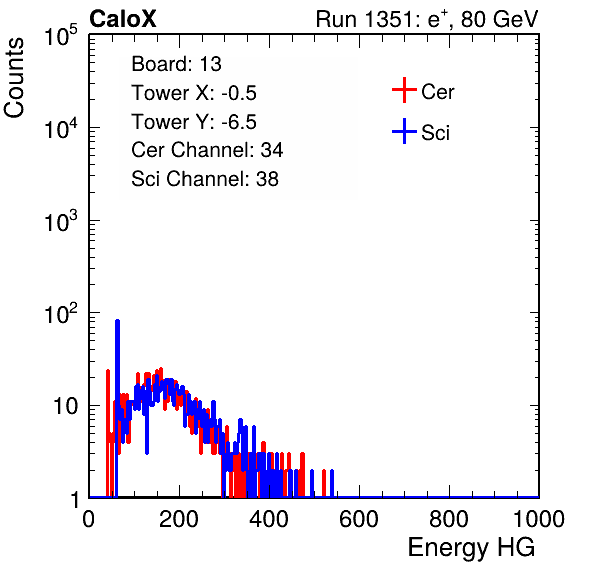 CaloX Run 1351: e⁺, 80 GeV
Counts
10⁵
10⁴
10³
10²
10
1
Board: 13
Tower X: -0.5
Tower Y: -6.5
Cer Channel: 34
Sci Channel: 38
Cer
Sci
0 200 400 600 800 1000
Energy HG